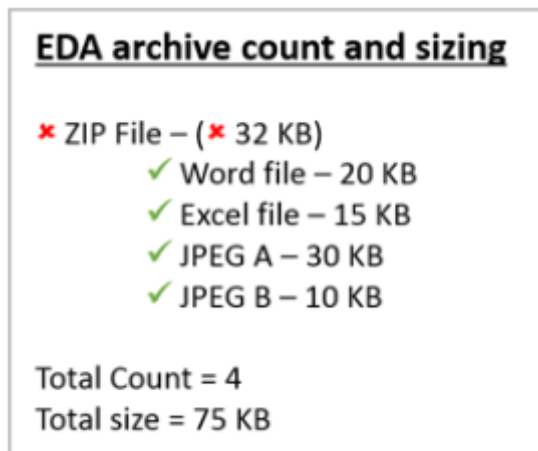 EDA archive count and sizing
✖ ZIP File – (✖ 32 KB)
✓ Word file – 20 KB
✓ Excel file – 15 KB
✓ JPEG A – 30 KB
✓ JPEG B – 10 KB
Total Count = 4
Total size = 75 KB